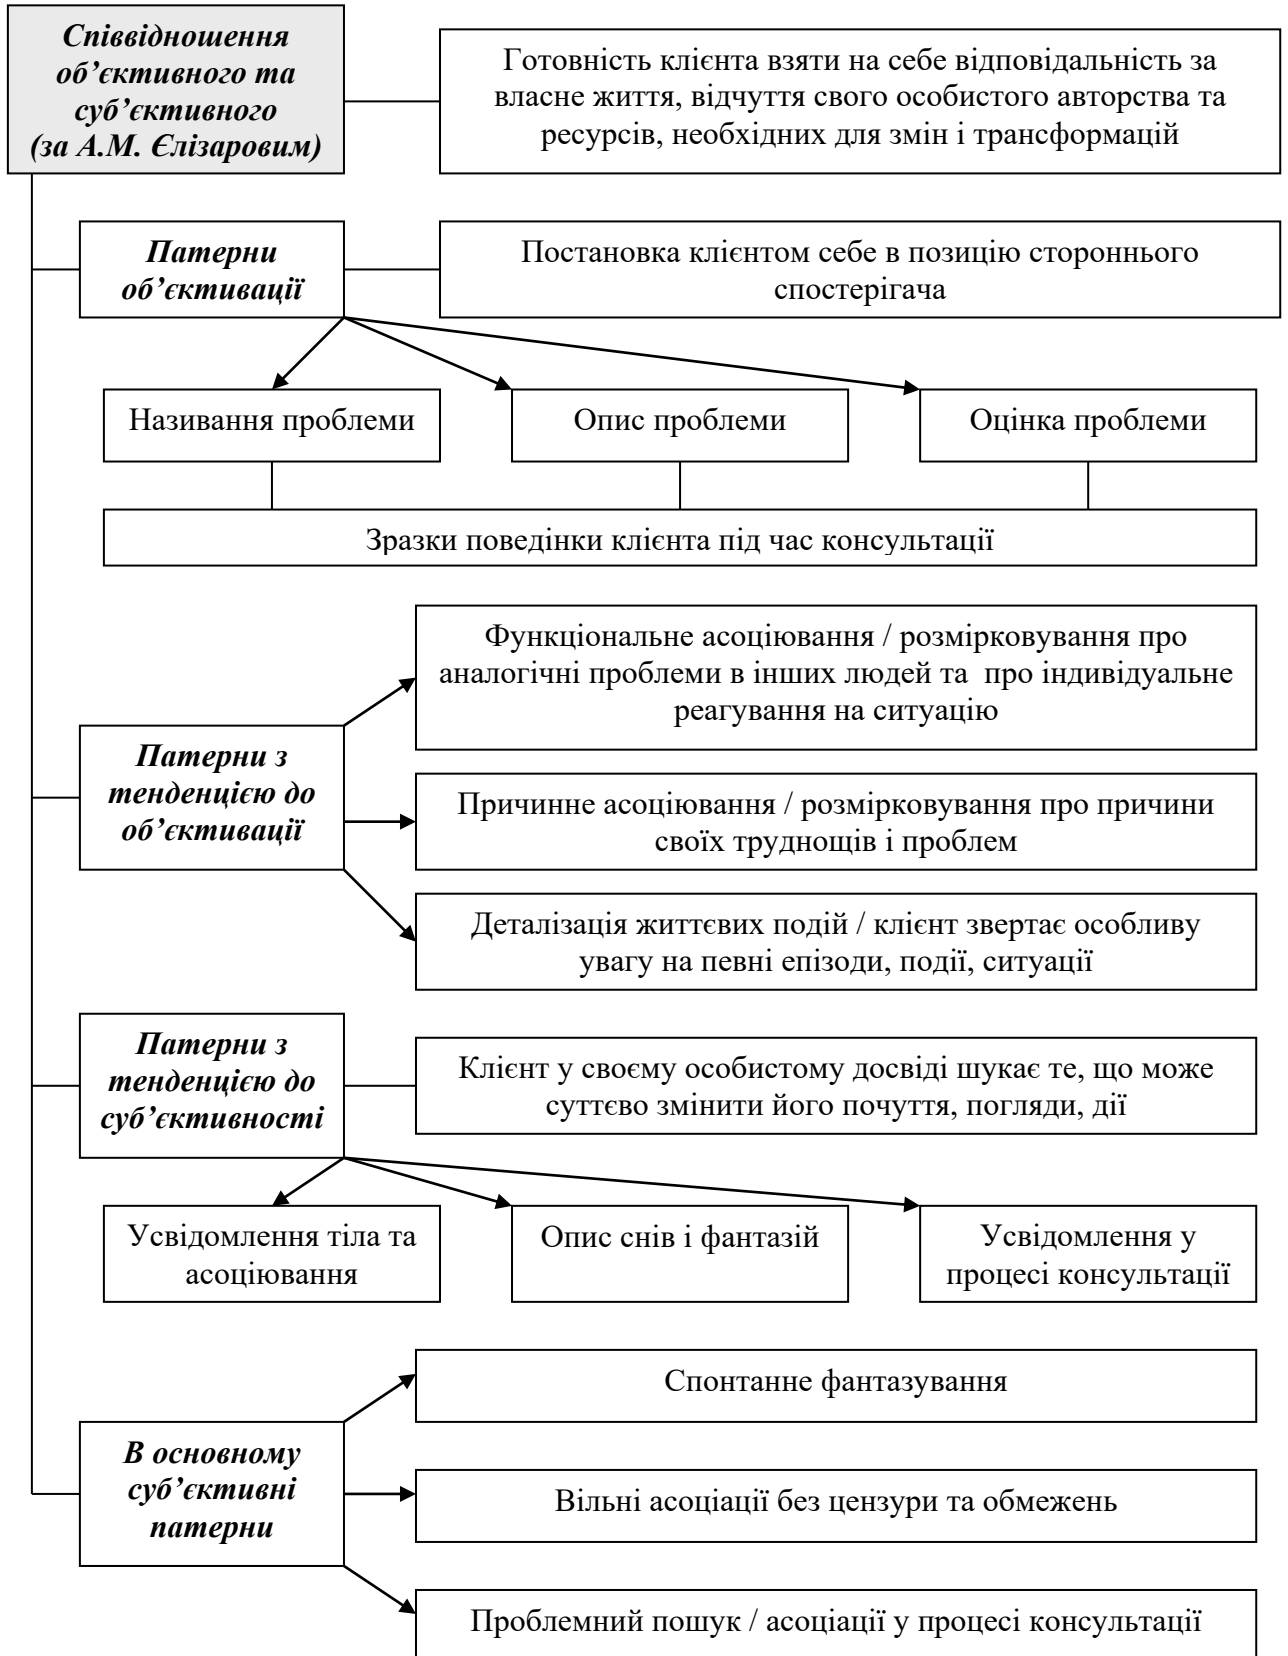 Співвідношення
об’єктивного та
суб’єктивного
(за А.М. Єлізаровим)
Готовність клієнта взяти на себе відповідальність за
власне життя, відчуття свого особистого авторства та
ресурсів, необхідних для змін і трансформацій
Патерни
об’єктивації
Постановка клієнтом себе в позицію стороннього
спостерігача
Називання проблеми
Опис проблеми
Оцінка проблеми
Зразки поведінки клієнта під час консультації
Функціональне асоціювання / розмірковування про
аналогічні проблеми в інших людей та  про індивідуальне
реагування на ситуацію
Патерни з
тенденцією до
об’єктивації
Причинне асоціювання / розмірковування про причини
своїх труднощів і проблем
Деталізація життєвих подій / клієнт звертає особливу
увагу на певні епізоди, події, ситуації
Патерни з
тенденцією до
суб’єктивності
Клієнт у своєму особистому досвіді шукає те, що може
суттєво змінити його почуття, погляди, дії
Усвідомлення тіла та
асоціювання
Опис снів і фантазій
Усвідомлення у
процесі консультації
Спонтанне фантазування
В основному
суб’єктивні
патерни
Вільні асоціації без цензури та обмежень
Проблемний пошук / асоціації у процесі консультації